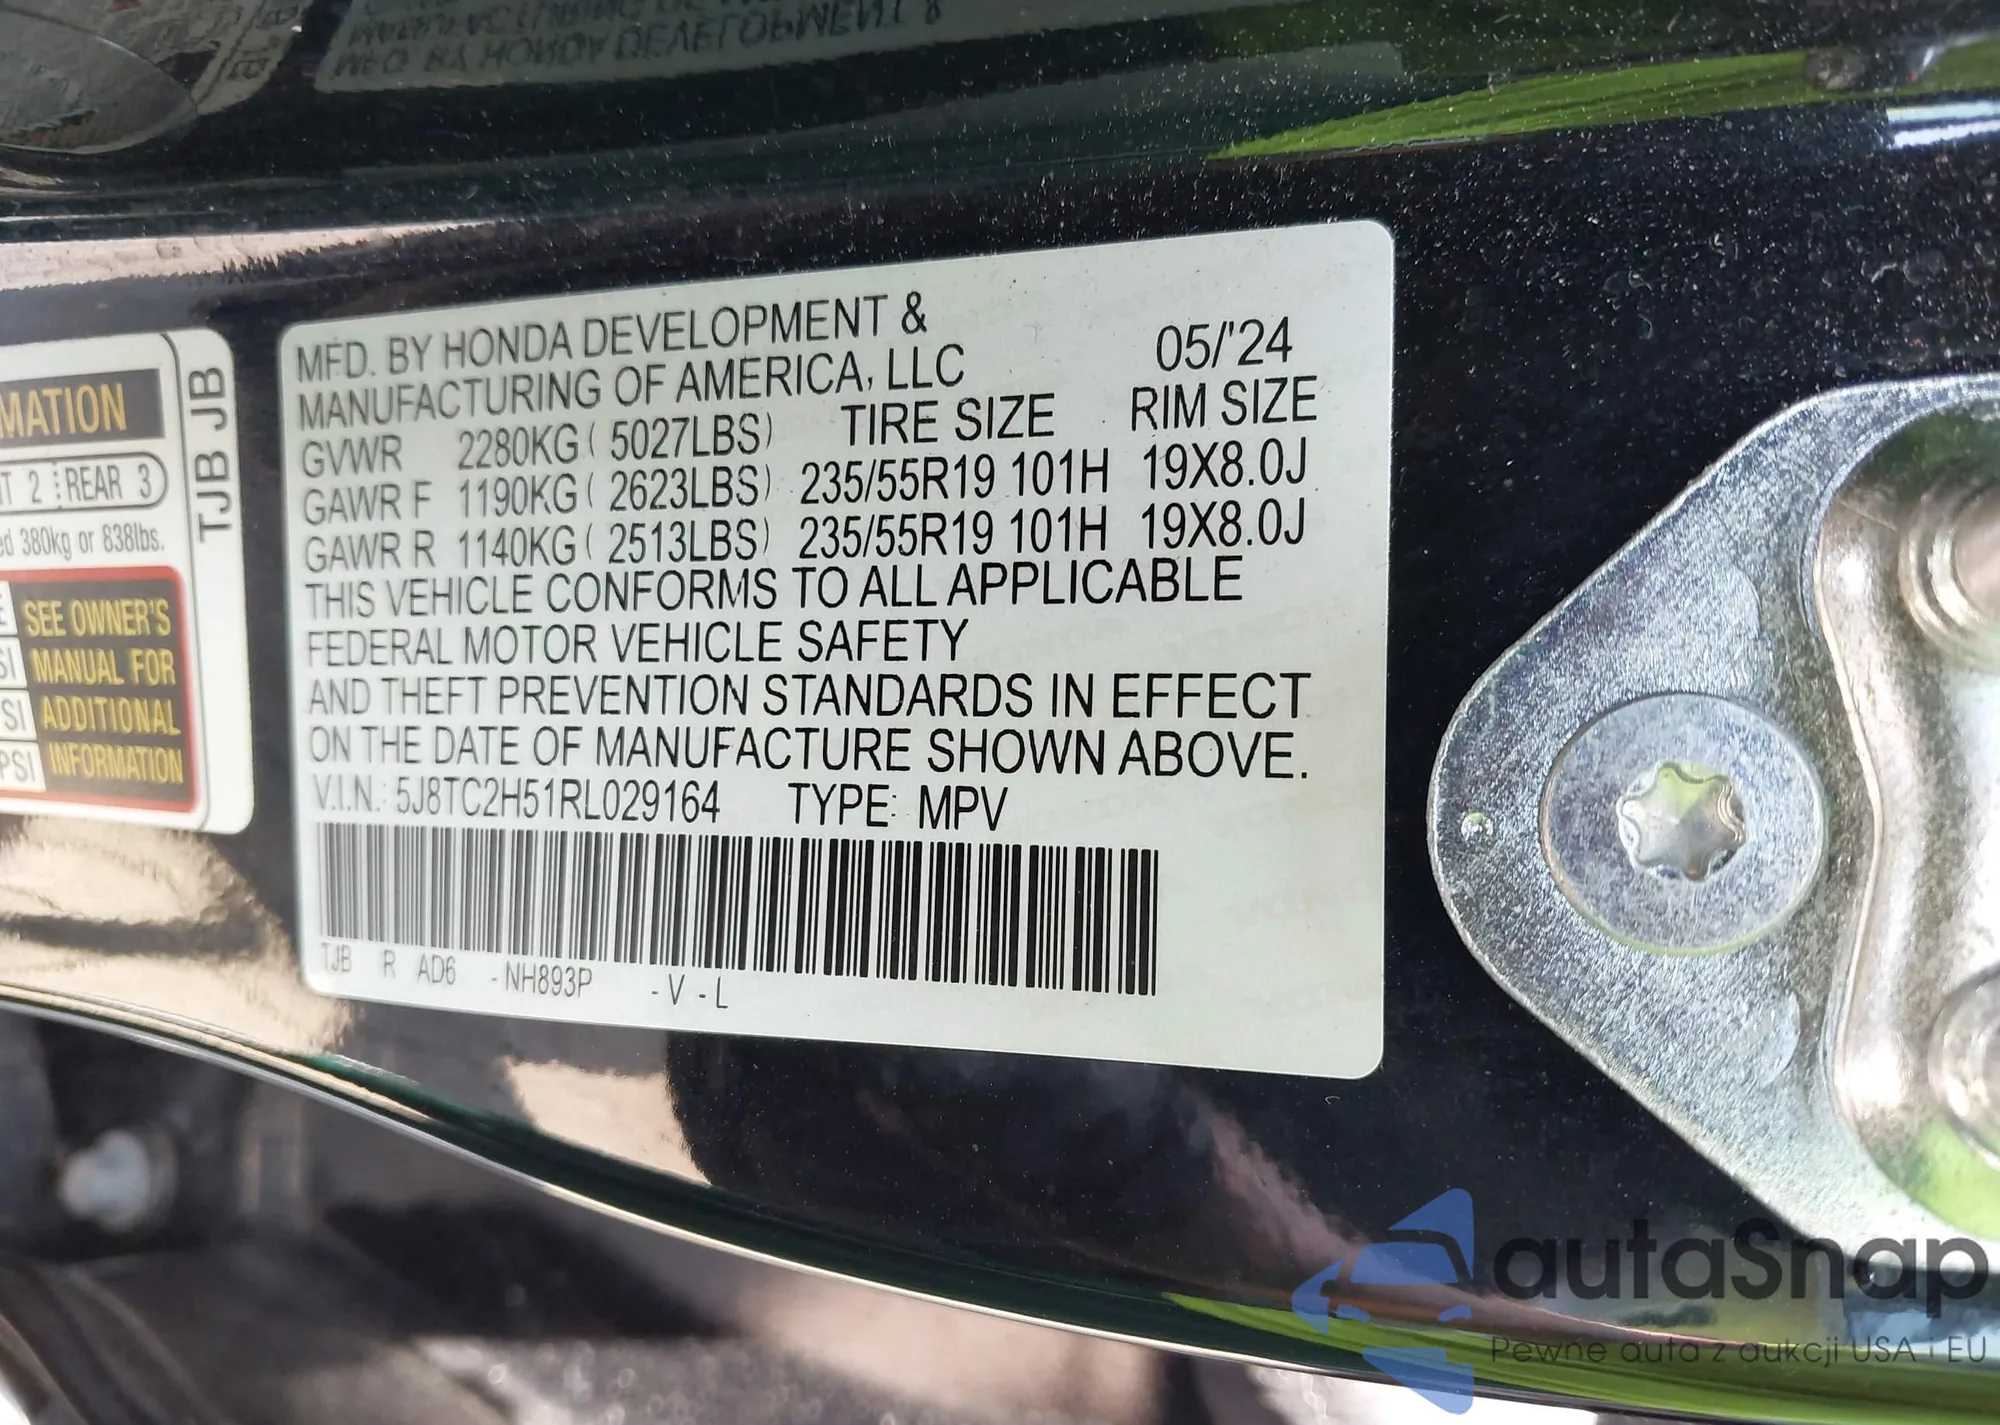 MFD. BY HONDA DEVELOPMENT &
MANUFACTURING OF AMERICA, LLC 05/'24
GVWR 2280KG ( 5027LBS) TIRE SIZE RIM SIZE
GAWR F 1190KG ( 2623LBS) 235/55R19 101H 19X8.0J
GAWR R 1140KG ( 2513LBS) 235/55R19 101H 19X8.0J
THIS VEHICLE CONFORMS TO ALL APPLICABLE
FEDERAL MOTOR VEHICLE SAFETY
AND THEFT PREVENTION STANDARDS IN EFFECT
ON THE DATE OF MANUFACTURE SHOWN ABOVE.
V.I.N.: 5J8TC2H51RL029164 TYPE: MPV
TJB R AD6 -NH893P -V -L
MATION
2 REAR 3
380kg or 838lbs.
SEE OWNER'S
MANUAL FOR
ADDITIONAL
PSI INFORMATION
TJB JB
autaSnap
Pewne auta z aukcji USA i EU